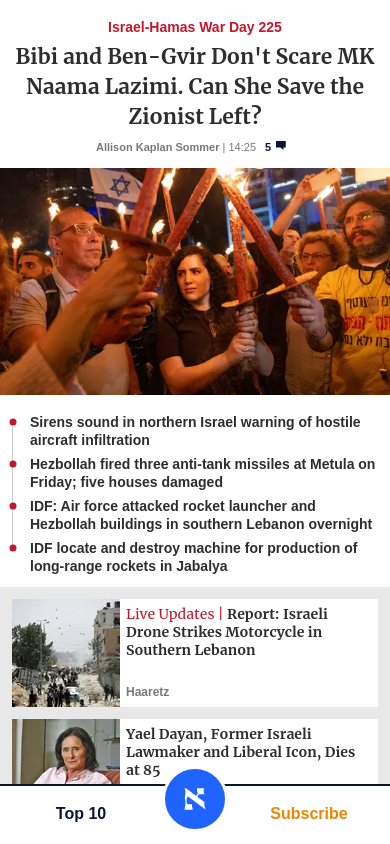 Israel-Hamas War Day 225
Bibi and Ben-Gvir Don't Scare MK
Naama Lazimi. Can She Save the
Zionist Left?
Allison Kaplan Sommer | 14:25 5
Sirens sound in northern Israel warning of hostile
aircraft infiltration
Hezbollah fired three anti-tank missiles at Metula on
Friday; five houses damaged
IDF: Air force attacked rocket launcher and
Hezbollah buildings in southern Lebanon overnight
IDF locate and destroy machine for production of
long-range rockets in Jabalya
Live Updates | Report: Israeli
Drone Strikes Motorcycle in
Southern Lebanon
Haaretz
Yael Dayan, Former Israeli
Lawmaker and Liberal Icon, Dies
at 85
Top 10
Subscribe